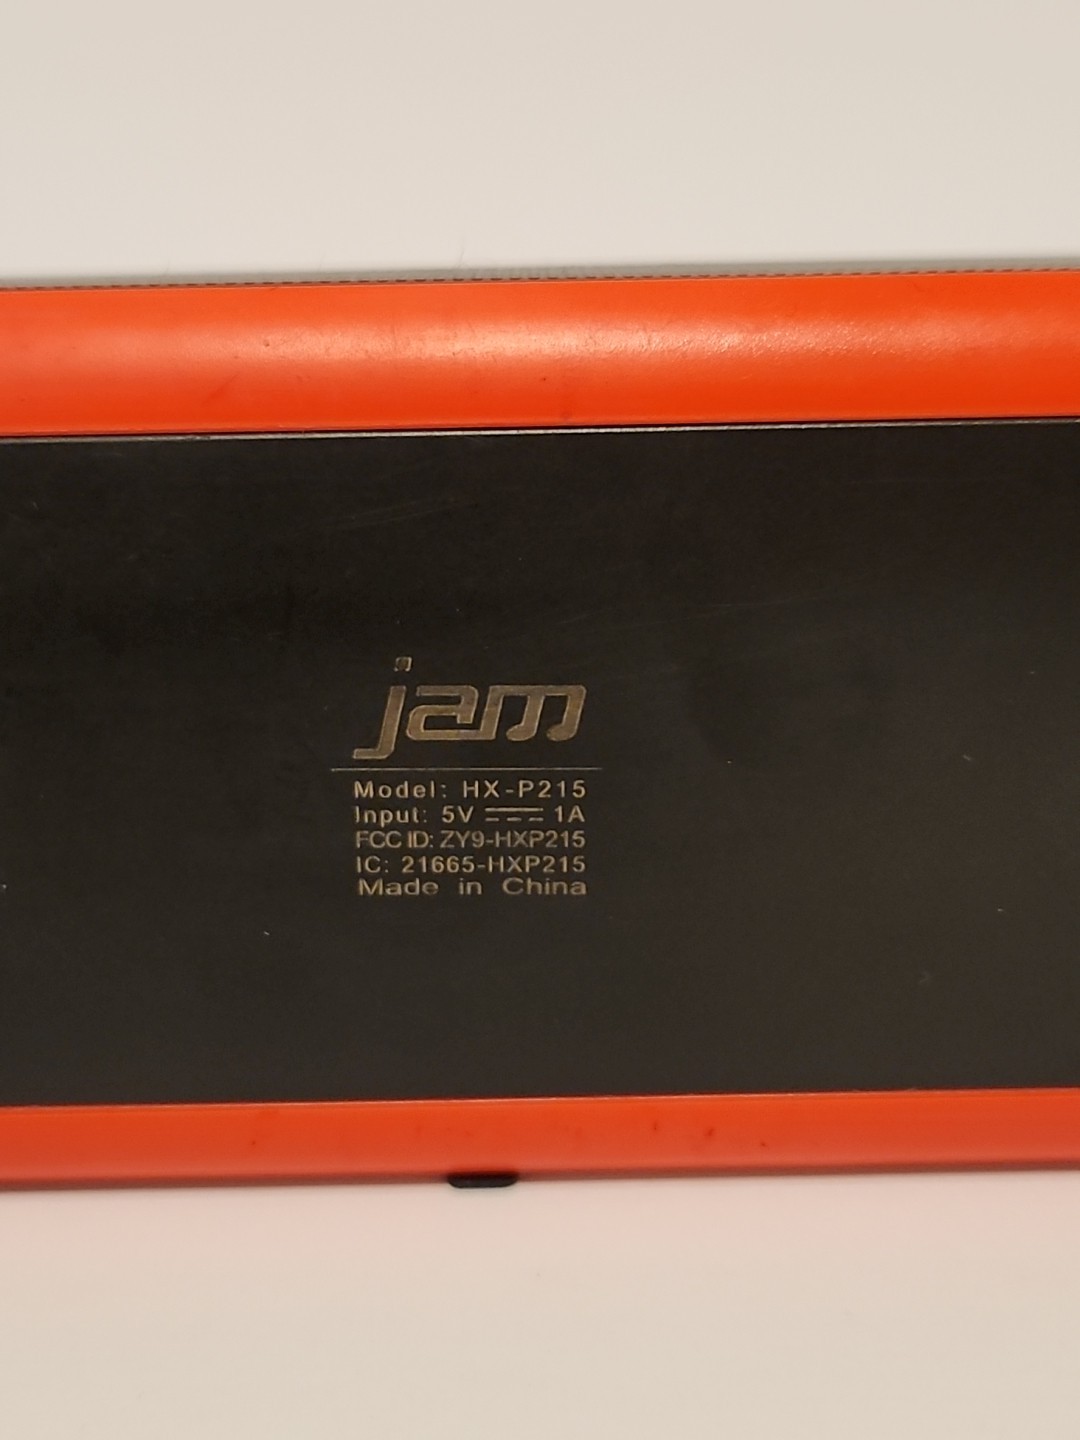 jam
Model: HX-P215
Input: 5V ⎓ 1A
FCC ID: ZY9-HXP215
IC: 21665-HXP215
Made in China